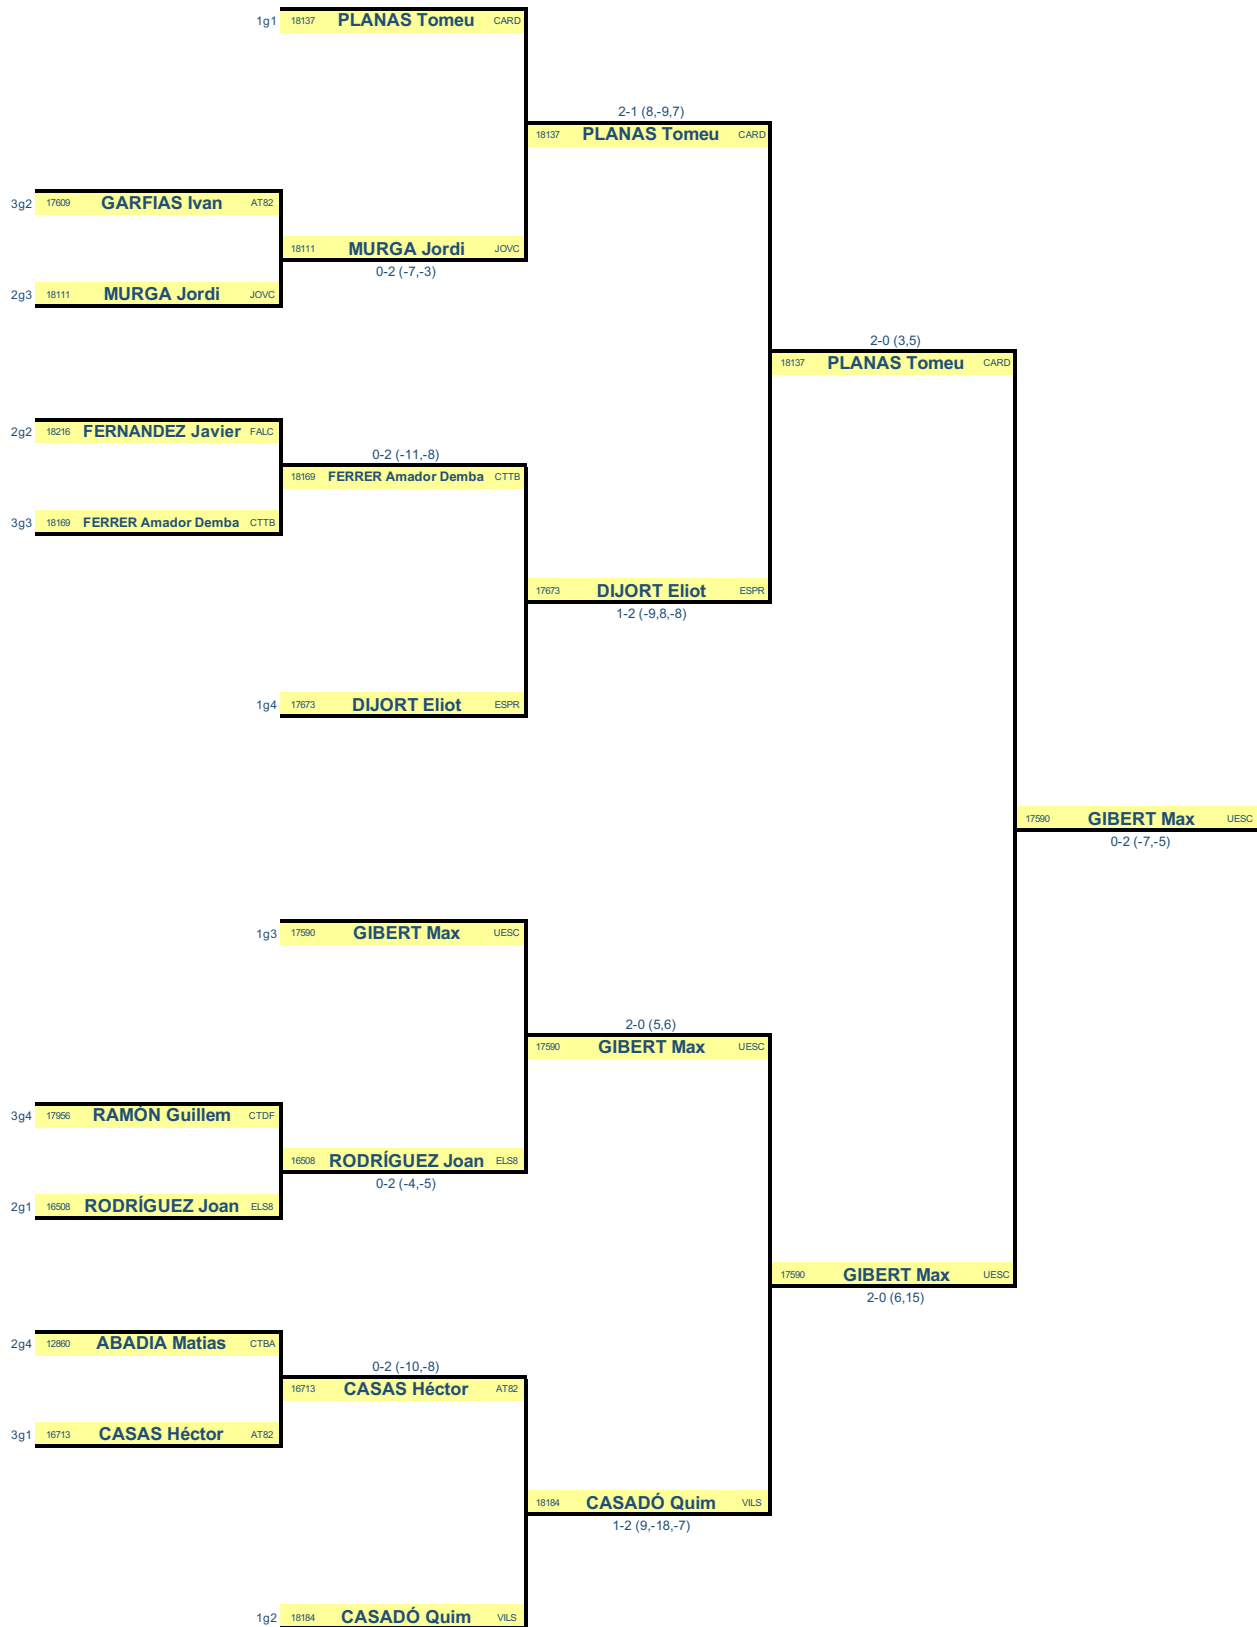 1g1 18137 PLANAS Tomeu CARD
2-1 (8,-9,7)
18137 PLANAS Tomeu CARD
3g2 17609 GARFIAS Ivan AT82
18111 MURGA Jordi JOVC
0-2 (-7,-3)
2g3 18111 MURGA Jordi JOVC
2-0 (3,5)
18137 PLANAS Tomeu CARD
2g2 18216 FERNANDEZ Javier FALC
0-2 (-11,-8)
18169 FERRER Amador Demba CTTB
3g3 18169 FERRER Amador Demba CTTB
17673 DIJORT Eliot ESPR
1-2 (-9,8,-8)
1g4 17673 DIJORT Eliot ESPR
17590 GIBERT Max UESC
0-2 (-7,-5)
1g3 17590 GIBERT Max UESC
2-0 (5,6)
17590 GIBERT Max UESC
3g4 17956 RAMÓN Guillem CTDF
16508 RODRÍGUEZ Joan ELS8
0-2 (-4,-5)
2g1 16508 RODRÍGUEZ Joan ELS8
17590 GIBERT Max UESC
2-0 (6,15)
2g4 12860 ABADIA Matias CTBA
0-2 (-10,-8)
16713 CASAS Héctor AT82
3g1 16713 CASAS Héctor AT82
18184 CASADÓ Quim VILS
1-2 (9,-18,-7)
1g2 18184 CASADÓ Quim VILS